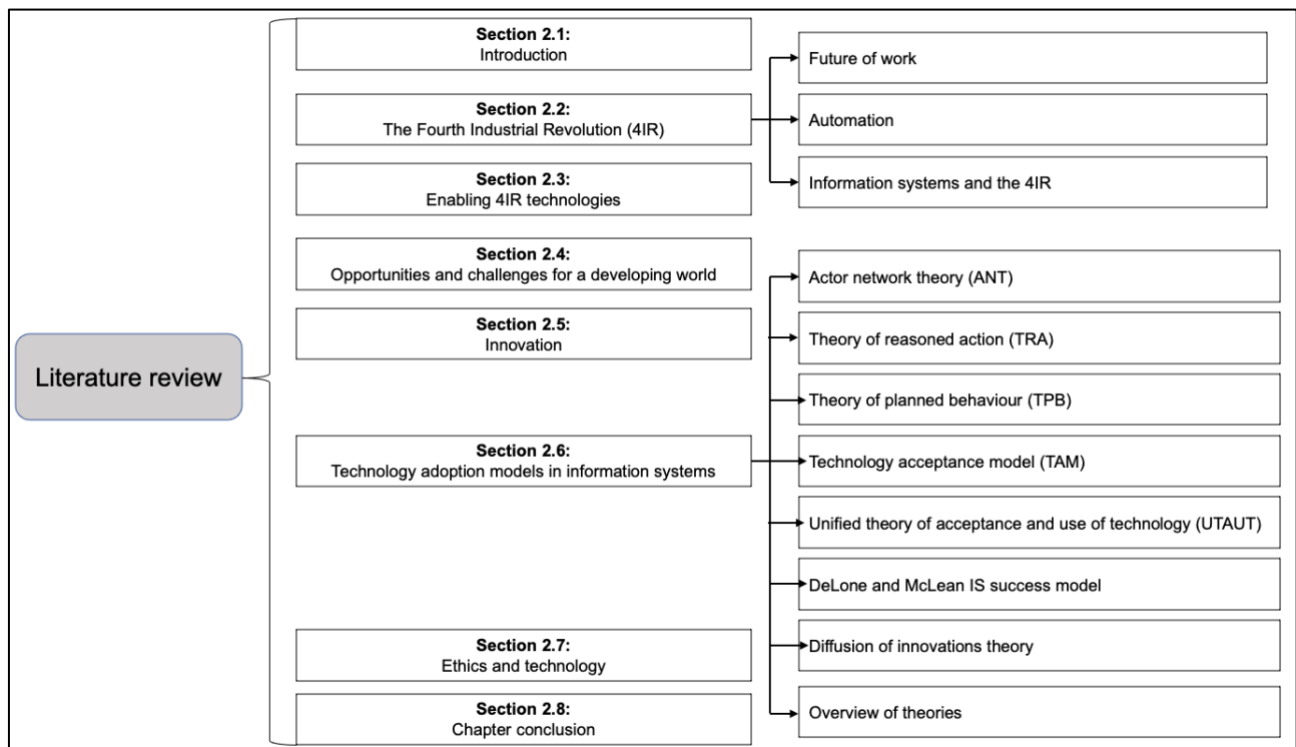 Literature review
Section 2.1:
Introduction
Section 2.2:
The Fourth Industrial Revolution (4IR)
Future of work
Automation
Information systems and the 4IR
Section 2.3:
Enabling 4IR technologies
Section 2.4:
Opportunities and challenges for a developing world
Section 2.5:
Innovation
Section 2.6:
Technology adoption models in information systems
Actor network theory (ANT)
Theory of reasoned action (TRA)
Theory of planned behaviour (TPB)
Technology acceptance model (TAM)
Unified theory of acceptance and use of technology (UTAUT)
DeLone and McLean IS success model
Diffusion of innovations theory
Overview of theories
Section 2.7:
Ethics and technology
Section 2.8:
Chapter conclusion